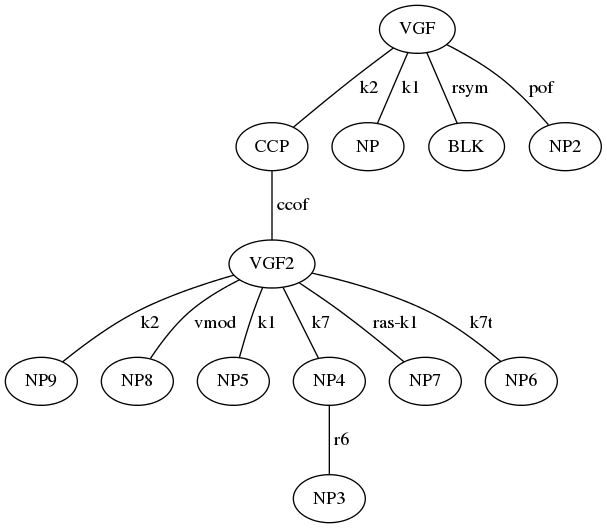 VGF
k2 k1 rsym pof
CCP NP BLK NP2
ccof
VGF2
k2 vmod k1 k7 ras-k1 k7t
NP9 NP8 NP5 NP4 NP7 NP6
r6
NP3